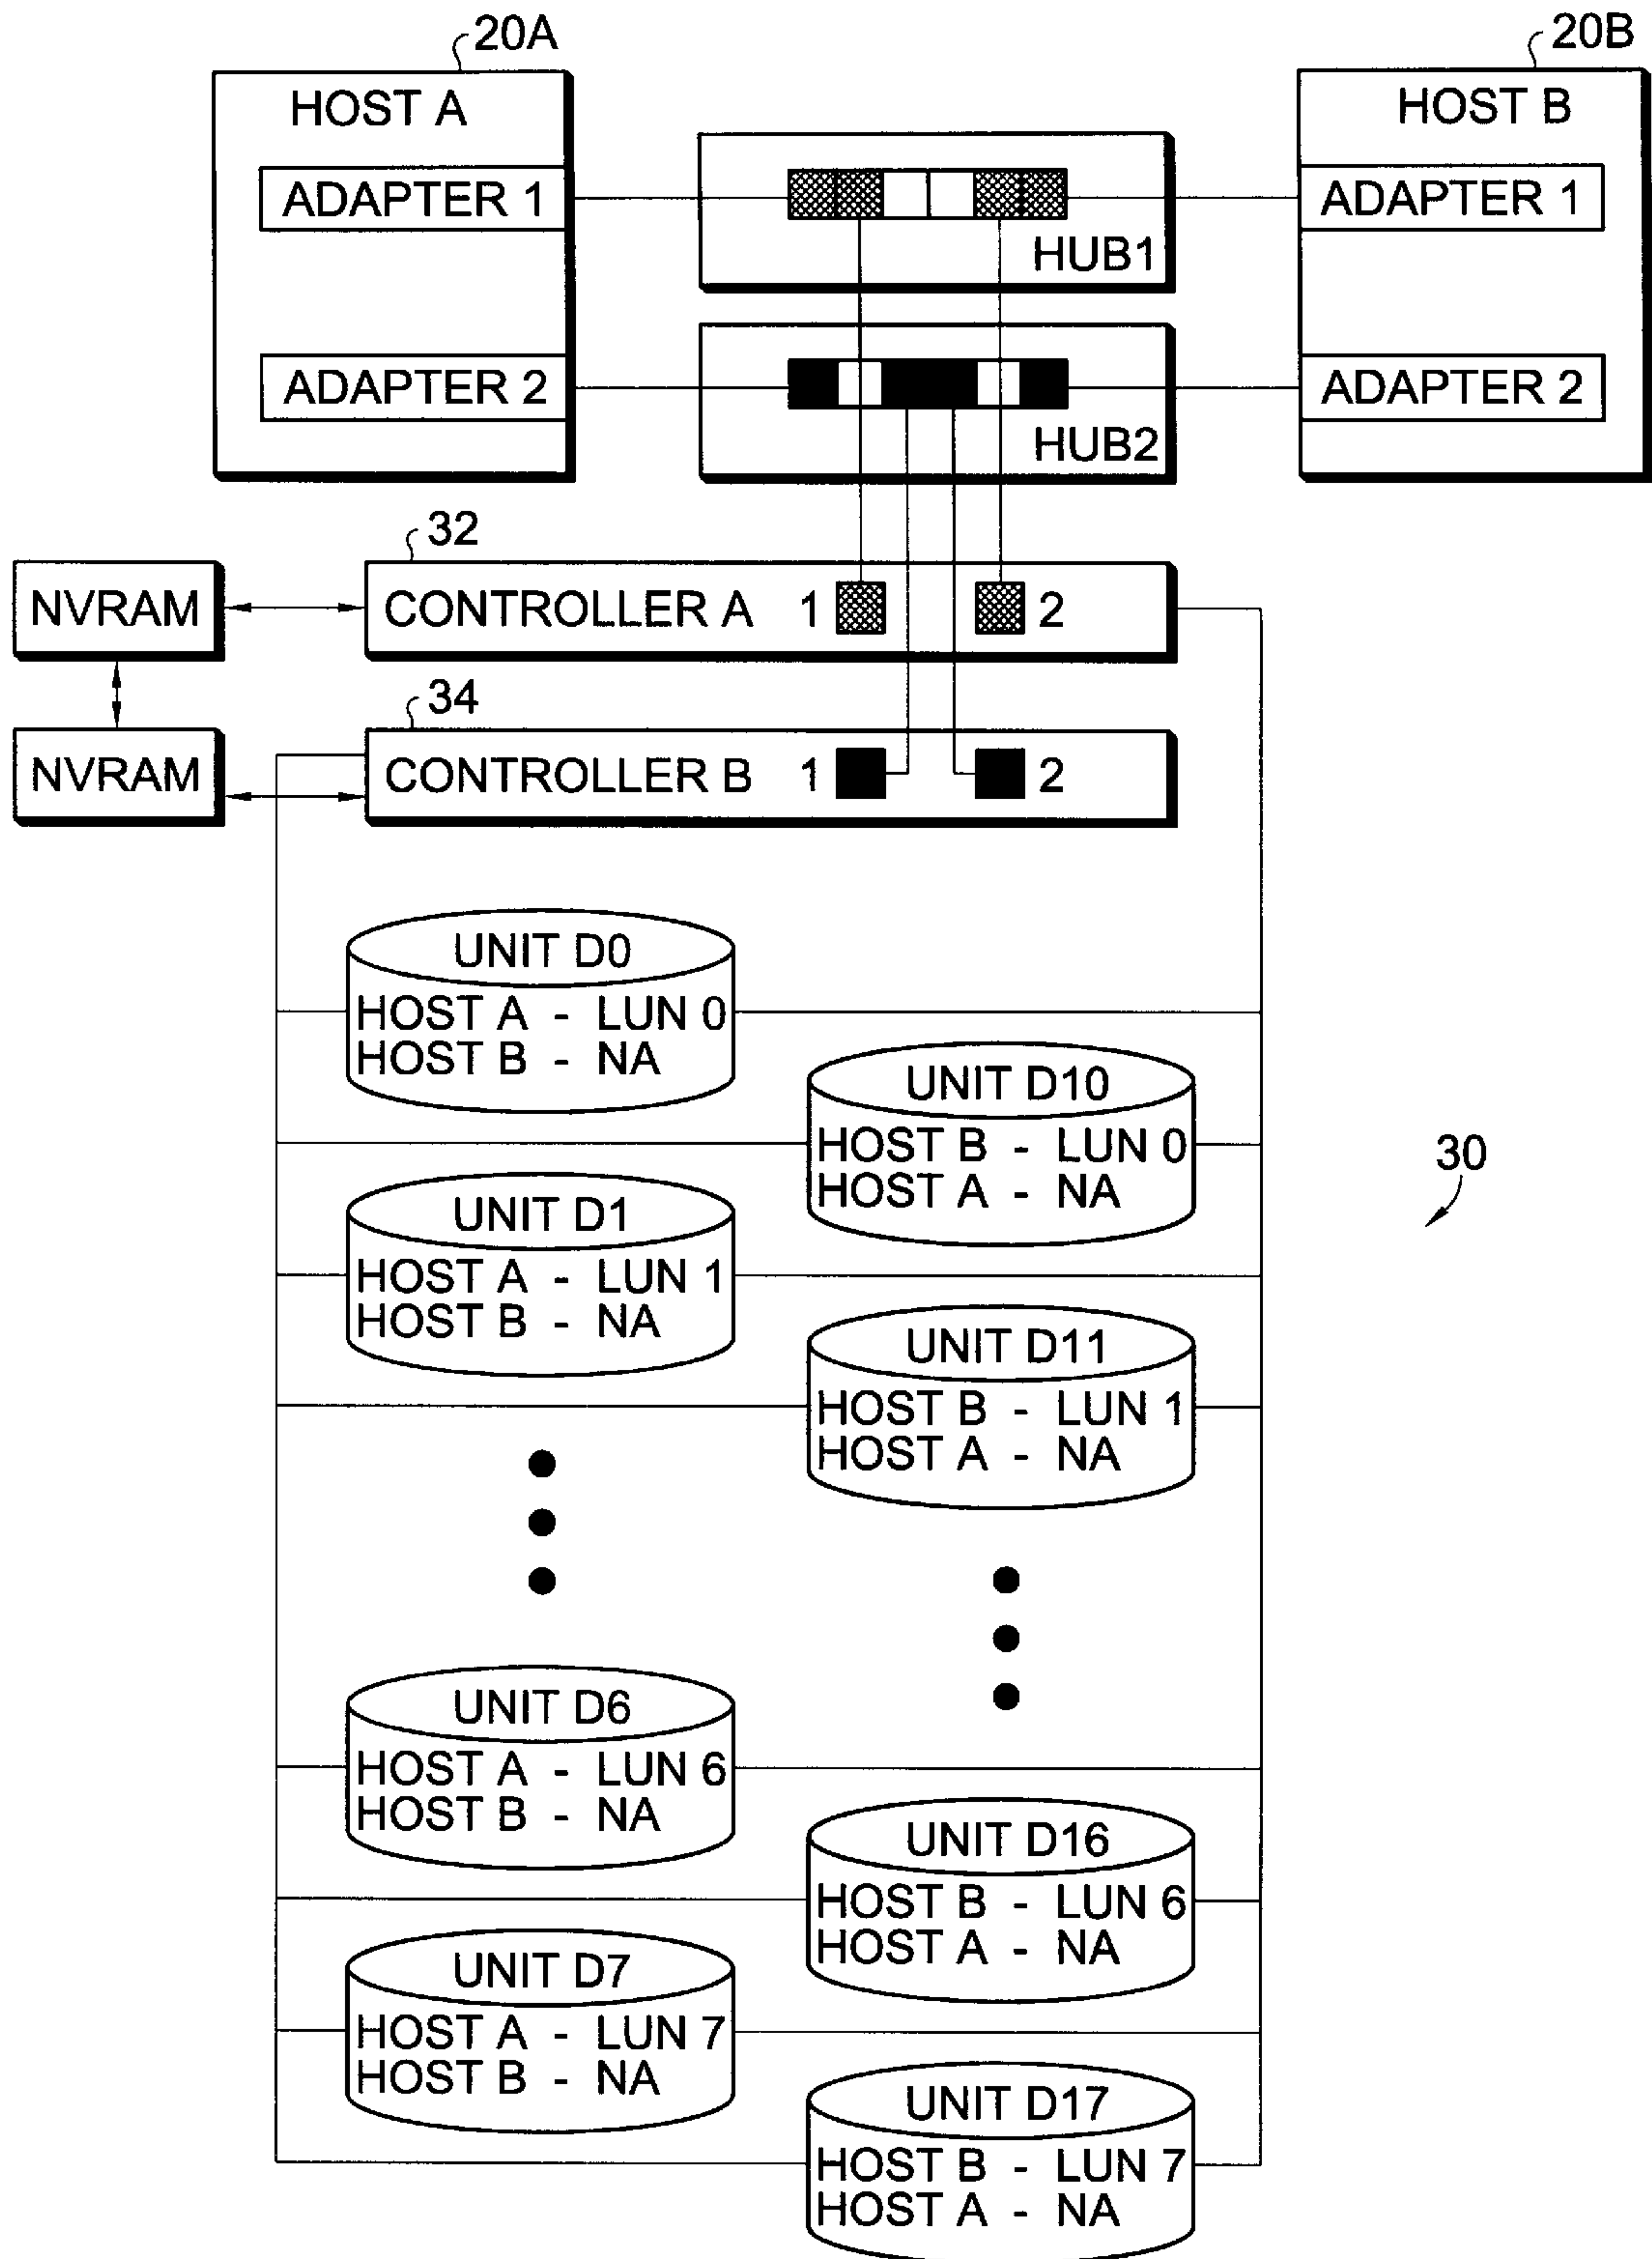 20A
20B
HOST A
HOST B
ADAPTER 1
ADAPTER 1
HUB1
ADAPTER 2
ADAPTER 2
HUB2
32
NVRAM
CONTROLLER A 1 2
34
NVRAM
CONTROLLER B 1 2
UNIT D0
HOST A - LUN 0
HOST B - NA
UNIT D10
HOST B - LUN 0
HOST A - NA
30
UNIT D1
HOST A - LUN 1
HOST B - NA
UNIT D11
HOST B - LUN 1
HOST A - NA
UNIT D6
HOST A - LUN 6
HOST B - NA
UNIT D16
HOST B - LUN 6
HOST A - NA
UNIT D7
HOST A - LUN 7
HOST B - NA
UNIT D17
HOST B - LUN 7
HOST A - NA